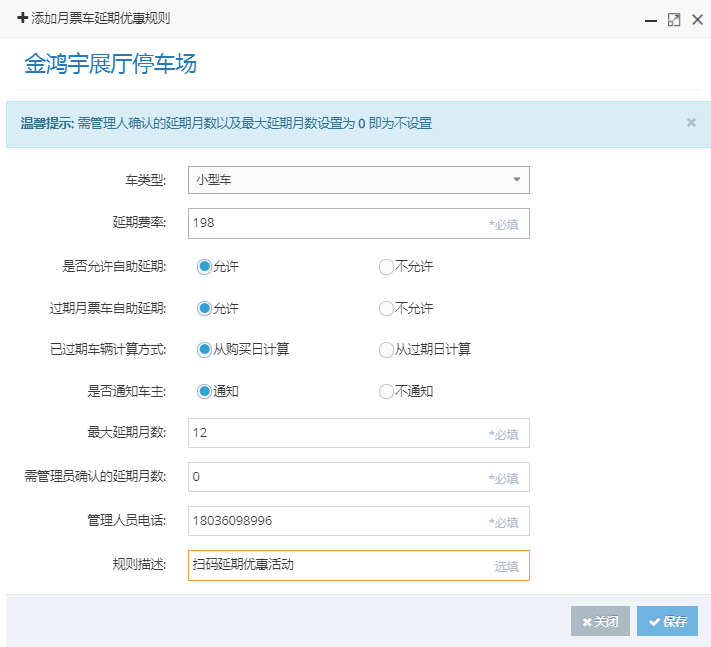 添加月票车延期优惠规则
金鸿宇展厅停车场
温馨提示: 需管理人确认的延期月数以及最大延期月数设置为 0 即为不设置
车类型: 小型车
延期费率: 198 *必填
是否允许自助延期: 允许 不允许
过期月票车自助延期: 允许 不允许
已过期车辆计算方式: 从购买日计算 从过期日计算
是否通知车主: 通知 不通知
最大延期月数: 12 *必填
需管理员确认的延期月数: 0 *必填
管理人员电话: 18036098996 *必填
规则描述: 扫码延期优惠活动 选填
关闭 保存